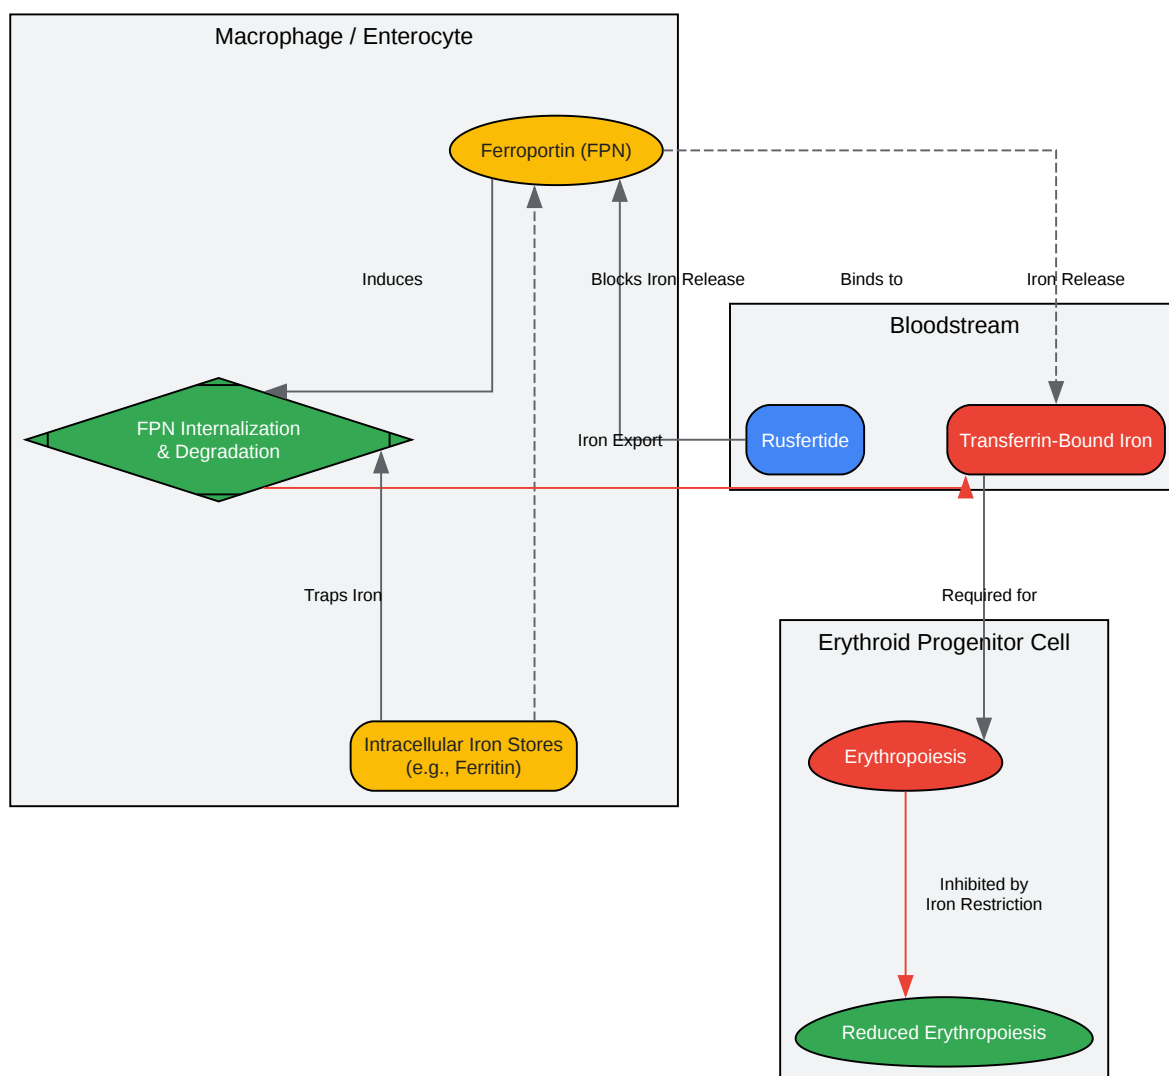 Macrophage / Enterocyte
Ferroportin (FPN)
Induces
Blocks Iron Release
Binds to
Iron Release
Bloodstream
FPN Internalization
& Degradation
Iron Export
Rusfertide
Transferrin-Bound Iron
Traps Iron
Required for
Erythroid Progenitor Cell
Intracellular Iron Stores
(e.g., Ferritin)
Erythropoiesis
Inhibited by
Iron Restriction
Reduced Erythropoiesis